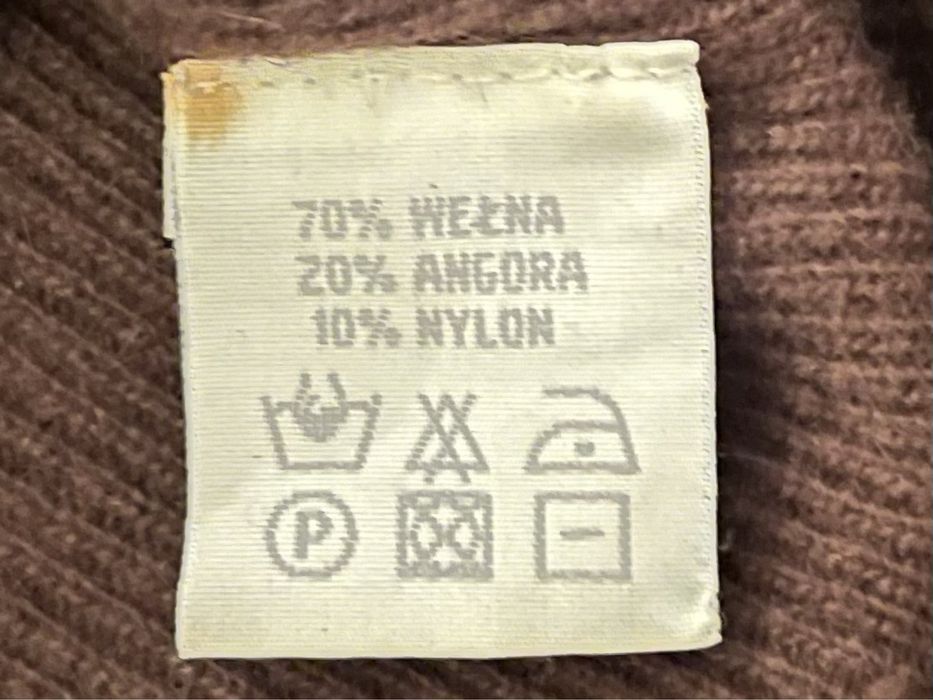 70% WEŁNA
20% ANGORA
10% NYLON
P